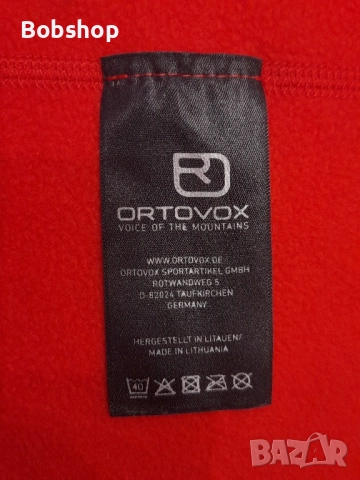 Bobshop
ORTOVOX
VOICE OF THE MOUNTAINS
WWW.ORTOVOX.DE
ORTOVOX SPORTARTIKEL GMBH
ROTWANDWEG 5
D-82024 TAUFKIRCHEN
GERMANY
HERGESTELLT IN LITAUEN/
MADE IN LITHUANIA
40
BAZAR